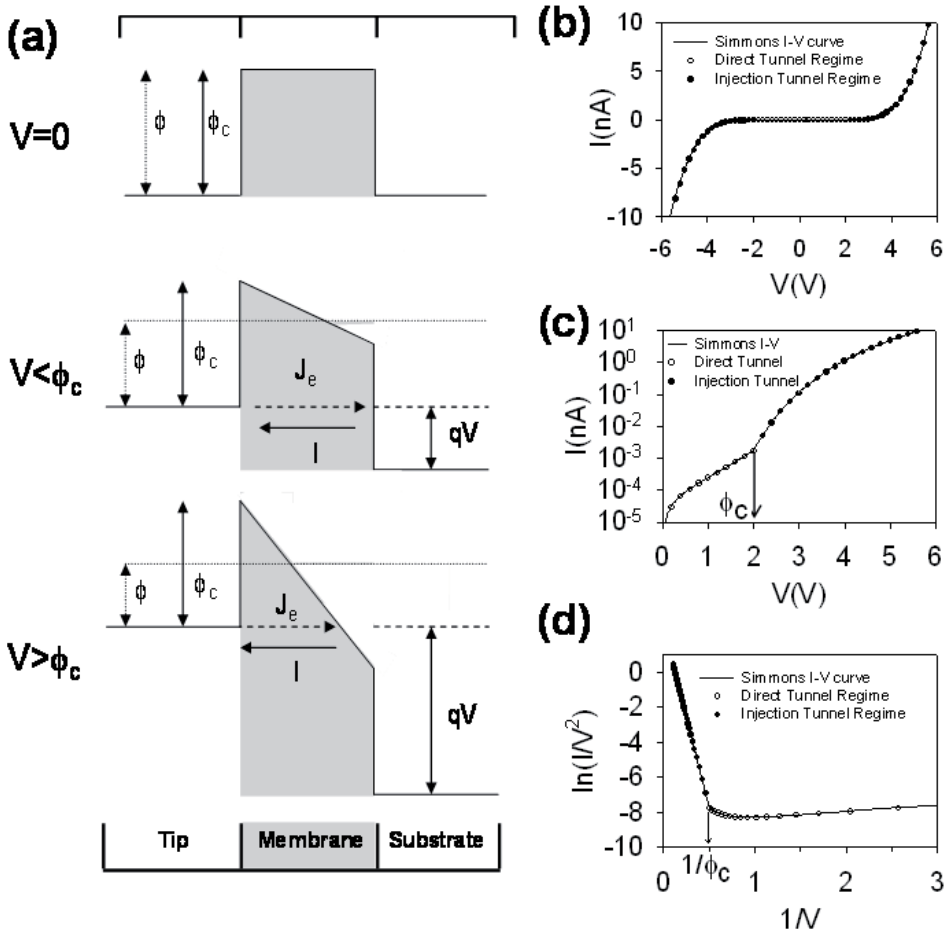 (a)
V=0
ϕ
ϕc
V<ϕc
ϕ
ϕc
Je
I
qV
V>ϕc
ϕ
ϕc
Je
I
qV
Tip
Membrane
Substrate
(b)
Simmons I-V curve
Direct Tunnel Regime
Injection Tunnel Regime
10
5
0
-5
-10
I(nA)
-6 -4 -2 0 2 4 6
V(V)
(c)
Simmons I-V
Direct Tunnel
Injection Tunnel
10^1
10^0
10^-1
10^-2
10^-3
10^-4
10^-5
I(nA)
ϕC
0 1 2 3 4 5 6
V(V)
(d)
Simmons I-V curve
Direct Tunnel Regime
Injection Tunnel Regime
0
-2
-4
-6
-8
-10
ln(I/V²)
1/ϕC
0 1 2 3
1/V